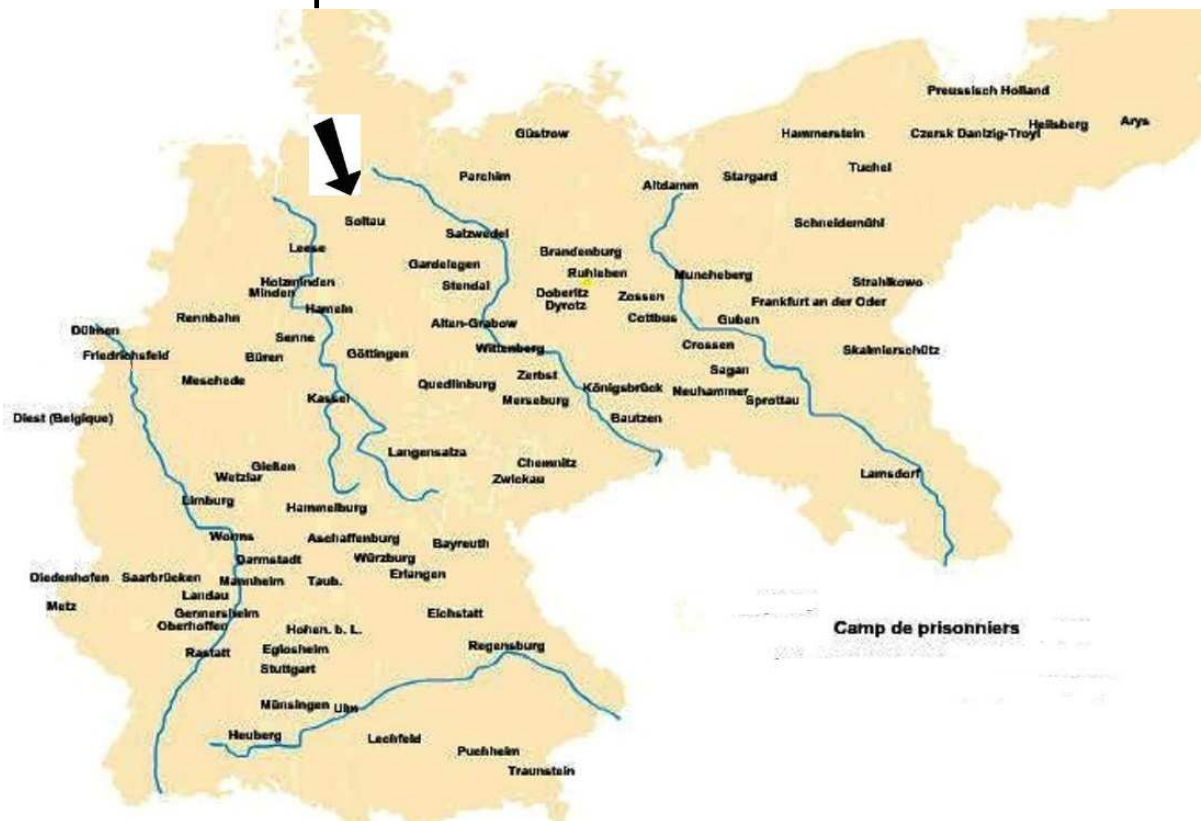 Preussisch Holland
Güstrow
Hammerstein
Czersk Danizig-Troyl
Heilsberg
Arys
Parchim
Altdamm
Stargard
Tuchel
Soltau
Salzwedel
Schneidemühl
Leese
Gardelegen
Brandenburg
Ruhleben
Muncheberg
Holzminden
Minden
Stendal
Doberitz
Dyrotz
Zossen
Strahlkowo
Frankfurt an der Oder
Hameln
Rennbahn
Alten-Grabow
Cottbus
Guben
Dülmen
Senne
Friedrichsfeld
Büren
Göttingen
Wittenberg
Crossen
Skalmierschütz
Meschede
Quedlinburg
Zerbst
Sagan
Kassel
Merseburg
Königsbrück
Neuhammer
Sprottau
Diest (Belgique)
Bautzen
Langensalza
Gießen
Wetzlar
Chemnitz
Zwickau
Lamsdorf
Limburg
Hammelburg
Worms
Aschaffenburg
Bayreuth
Darmstadt
Würzburg
Diedenhofen
Saarbrücken
Mannheim
Taub.
Erlangen
Metz
Landau
Germersheim
Oberhoffen
Eichstatt
Hohen. b. L.
Camp de prisonniers
Rastatt
Eglosheim
Regensburg
Stuttgart
Münsingen
Ulm
Heuberg
Lechfeld
Puchheim
Traunstein